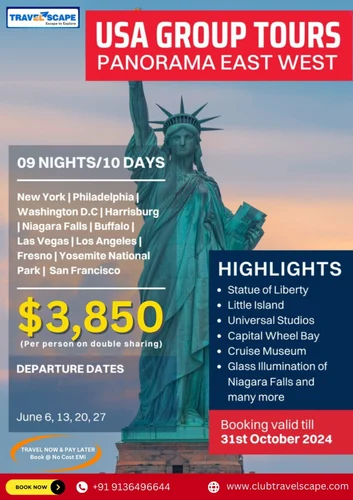 TRAVEL SCAPE
Escape to Explore
USA GROUP TOURS
PANORAMA EAST WEST
09 NIGHTS/10 DAYS
New York | Philadelphia |
Washington D.C | Harrisburg
| Niagara Falls | Buffalo |
Las Vegas | Los Angeles |
Fresno | Yosemite National
Park | San Francisco
$3,850
(Per person on double sharing)
DEPARTURE DATES
June 6, 13, 20, 27
HIGHLIGHTS
• Statue of Liberty
• Little Island
• Universal Studios
• Capital Wheel Bay
• Cruise Museum
• Glass Illumination of
Niagara Falls and
many more
Booking valid till
31st October 2024
TRAVEL NOW & PAY LATER
Book @ No Cost EMI
BOOK NOW
+91 9136496644
www.clubtravelscape.com